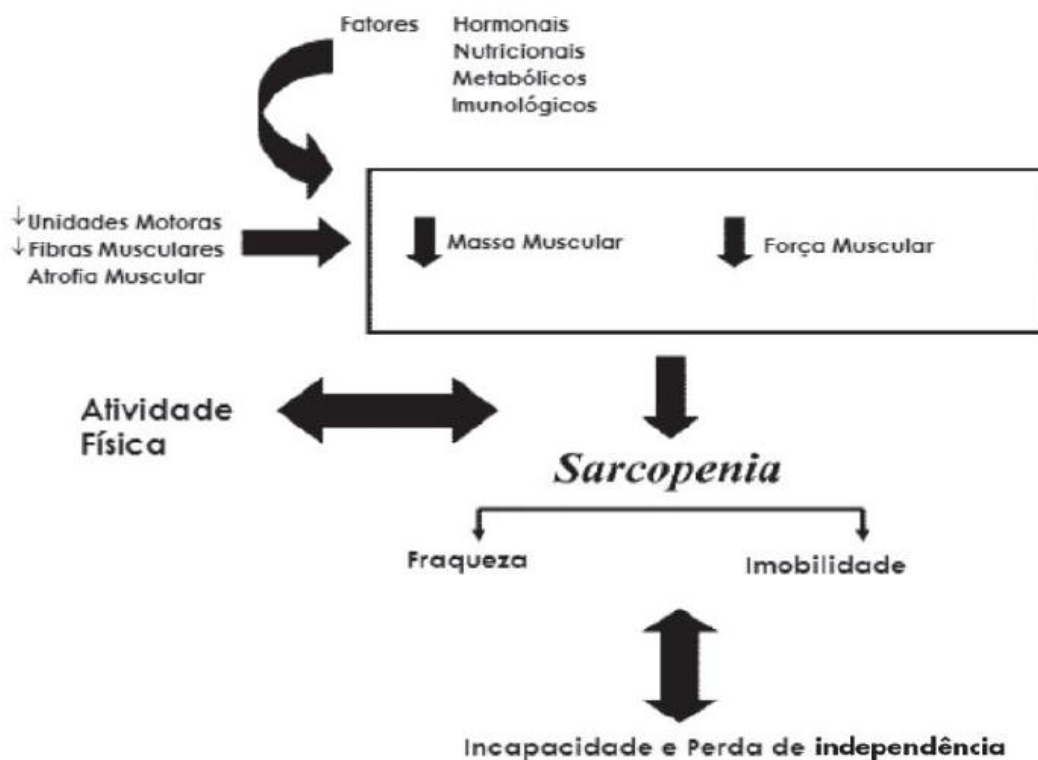 Fatores Hormonais
Nutricionais
Metabólicos
Imunológicos
↓Unidades Motoras
↓Fibras Musculares
Atrofia Muscular
Massa Muscular
Força Muscular
Atividade
Física
Sarcopenia
Fraqueza
Imobilidade
Incapacidade e Perda de independência